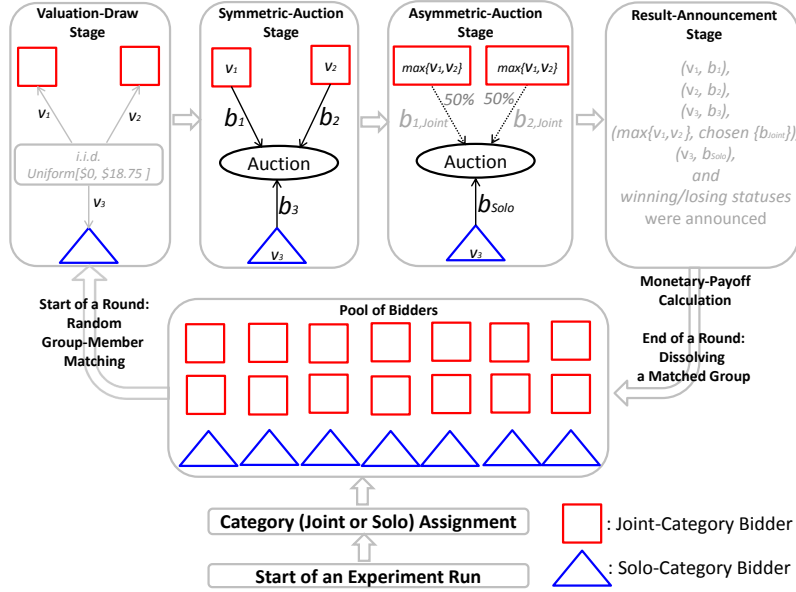 Valuation-Draw
Stage
v₁
v₂
i.i.d.
Uniform[$0, $18.75 ]
v₃
Symmetric-Auction
Stage
v₁
v₂
b₁
b₂
Auction
b₃
v₃
Asymmetric-Auction
Stage
max{v₁,v₂}
max{v₁,v₂}
50%
50%
b₁,Joint
b₂,Joint
Auction
bSolo
v₃
Result-Announcement
Stage
(v₁, b₁),
(v₂, b₂),
(v₃, b₃),
(max{v₁,v₂}, chosen {bJoint}),
(v₃, bSolo),
and
winning/losing statuses
were announced
Start of a Round:
Random
Group-Member
Matching
Pool of Bidders
Monetary-Payoff
Calculation
End of a Round:
Dissolving
a Matched Group
Category (Joint or Solo) Assignment
Start of an Experiment Run
: Joint-Category Bidder
: Solo-Category Bidder